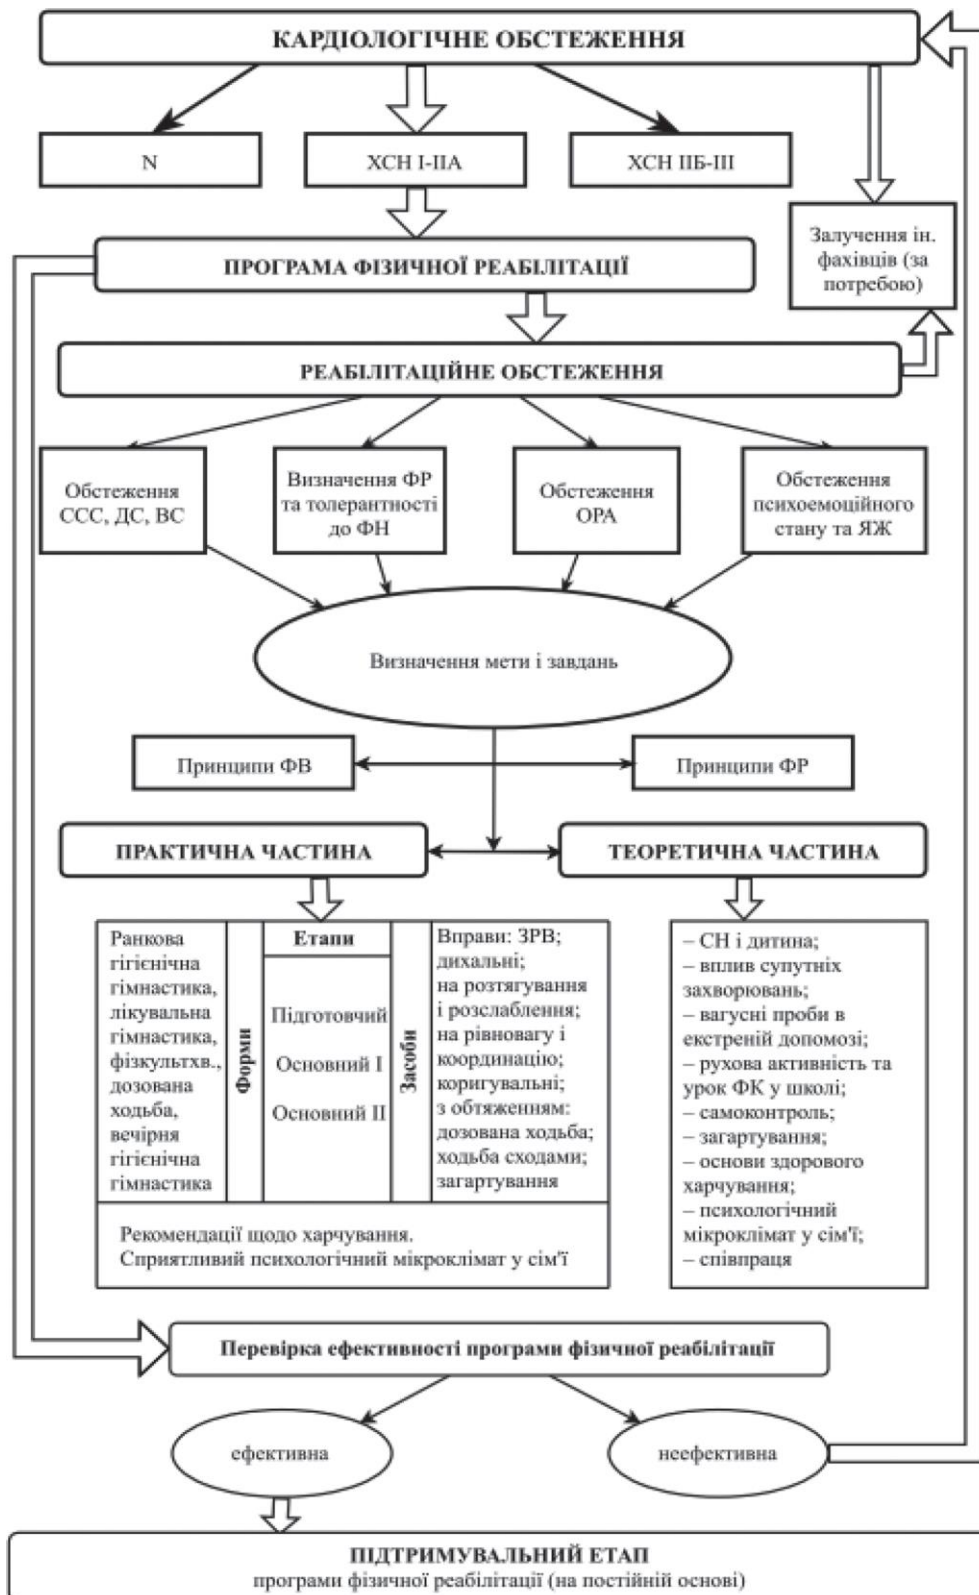 КАРДІОЛОГІЧНЕ ОБСТЕЖЕННЯ
N
ХСН І-ІІА
ХСН ІІБ-ІІІ
Залучення ін.
фахівців (за
потребою)
ПРОГРАМА ФІЗИЧНОЇ РЕАБІЛІТАЦІЇ
РЕАБІЛІТАЦІЙНЕ ОБСТЕЖЕННЯ
Обстеження
ССС, ДС, ВС
Визначення ФР
та толерантності
до ФН
Обстеження
ОРА
Обстеження
психоемоційного
стану та ЯЖ
Визначення мети і завдань
Принципи ФВ
Принципи ФР
ПРАКТИЧНА ЧАСТИНА
ТЕОРЕТИЧНА ЧАСТИНА
Ранкова
гігієнічна
гімнастика,
лікувальна
гімнастика,
фізкультхв.,
дозована
ходьба,
вечірня
гігієнічна
гімнастика
Форми
Етапи
Підготовчий
Основний І
Основний ІІ
Засоби
Вправи: ЗРВ;
дихальні;
на розтягування
і розслаблення;
на рівновагу і
координацію;
коригувальні;
з обтяженням:
дозована ходьба;
ходьба сходами;
загартування
Рекомендації щодо харчування.
Сприятливий психологічний мікроклімат у сім'ї
– СН і дитина;
– вплив супутніх
захворювань;
– вагусні проби в
екстреній допомозі;
– рухова активність та
урок ФК у школі;
– самоконтроль;
– загартування;
– основи здорового
харчування;
– психологічний
мікроклімат у сім'ї;
– співпраця
Перевірка ефективності програми фізичної реабілітації
ефективна
неефективна
ПІДТРИМУВАЛЬНИЙ ЕТАП
програми фізичної реабілітації (на постійній основі)